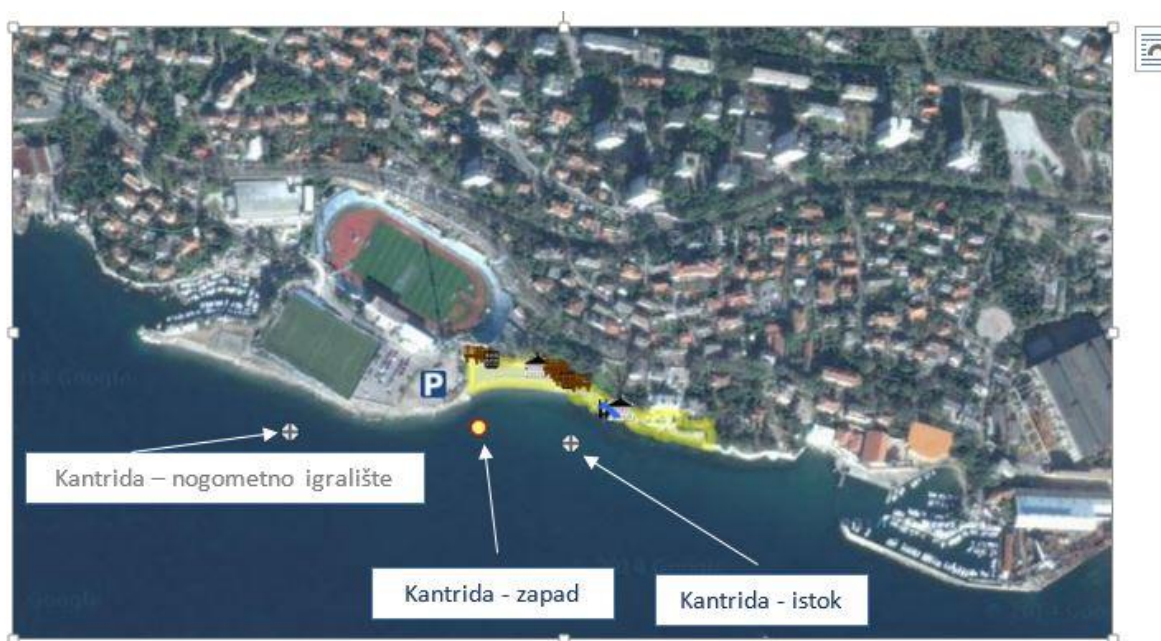 P
Kantrida – nogometno igralište
Kantrida - zapad
Kantrida - istok